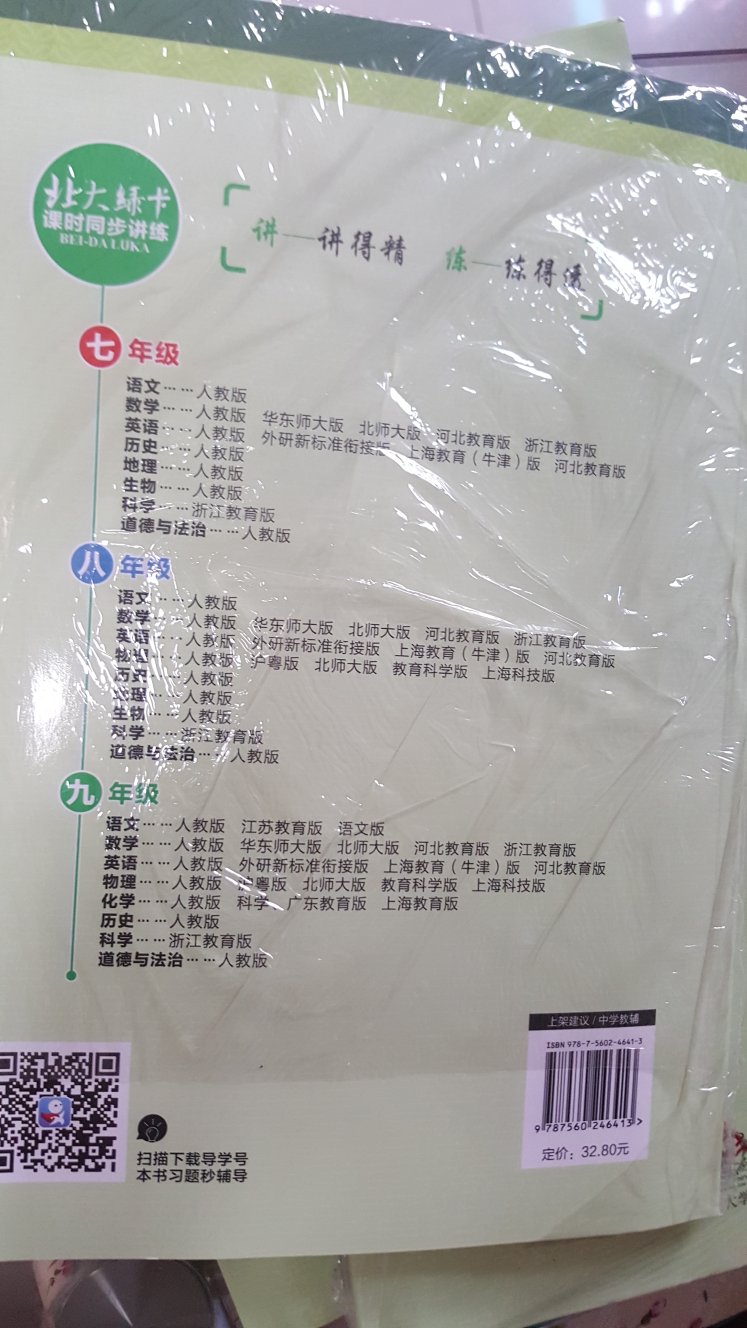 北大绿卡
课时同步讲练
BEI-DA LUKA
讲—讲得精 练—练得透
七年级
语文……人教版
数学……人教版 华东师大版 北师大版 河北教育版 浙江教育版
英语……人教版 外研新标准衔接版 上海教育（牛津）版 河北教育版
历史……人教版
地理……人教版
生物……人教版
科学……浙江教育版
道德与法治……人教版
八年级
语文……人教版
数学……人教版 华东师大版 北师大版 河北教育版 浙江教育版
英语……人教版 外研新标准衔接版 上海教育（牛津）版 河北教育版
物理……人教版 沪粤版 北师大版 教育科学版 上海科技版
历史……人教版
地理……人教版
生物……人教版
科学……浙江教育版
道德与法治……人教版
九年级
语文……人教版 江苏教育版 语文版
数学……人教版 华东师大版 北师大版 河北教育版 浙江教育版
英语……人教版 外研新标准衔接版 上海教育（牛津）版 河北教育版
物理……人教版 沪粤版 北师大版 教育科学版 上海科技版
化学……人教版 科学、广东教育版 上海教育版
历史……人教版
科学……浙江教育版
道德与法治……人教版
上架建议/中学教辅
ISBN 978-7-5602-4641-3
9 787560 246413 >
定价：32.80元
扫描下载导学号
本书习题秒辅导